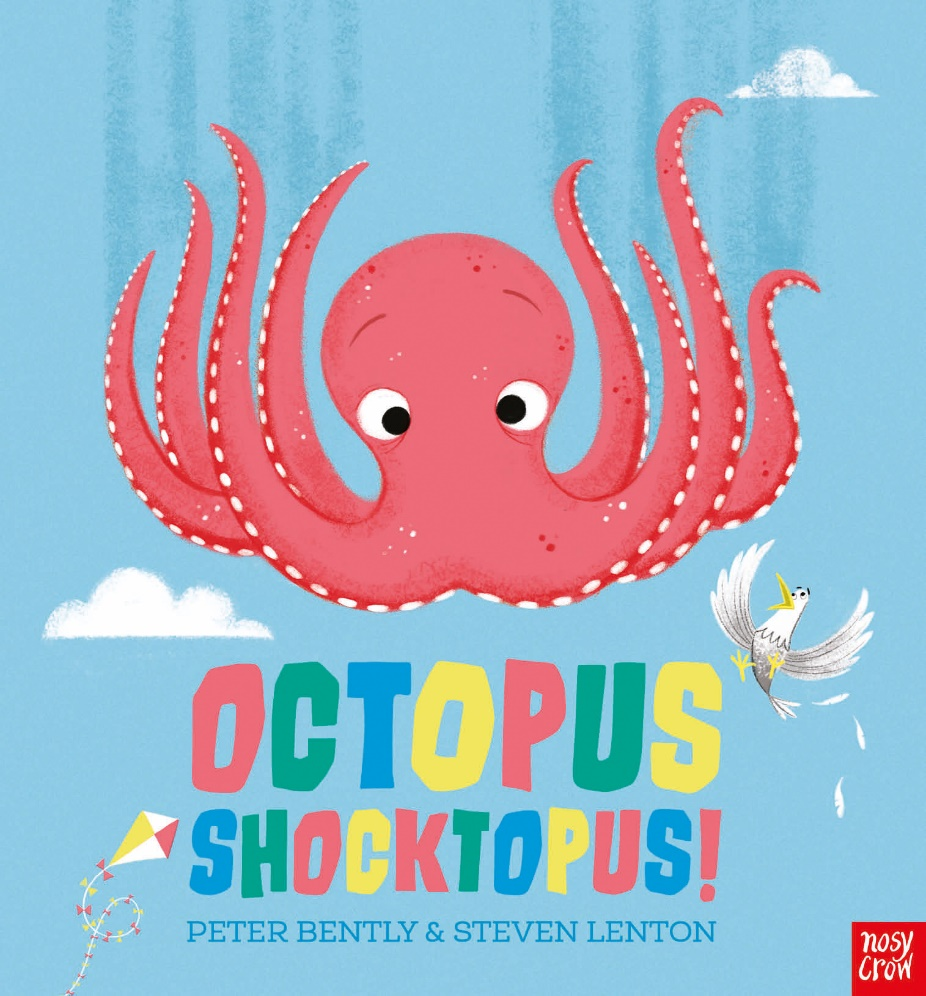 OCTOPUS
SHOCKTOPUS!
PETER BENTLY & STEVEN LENTON
nosy
crow